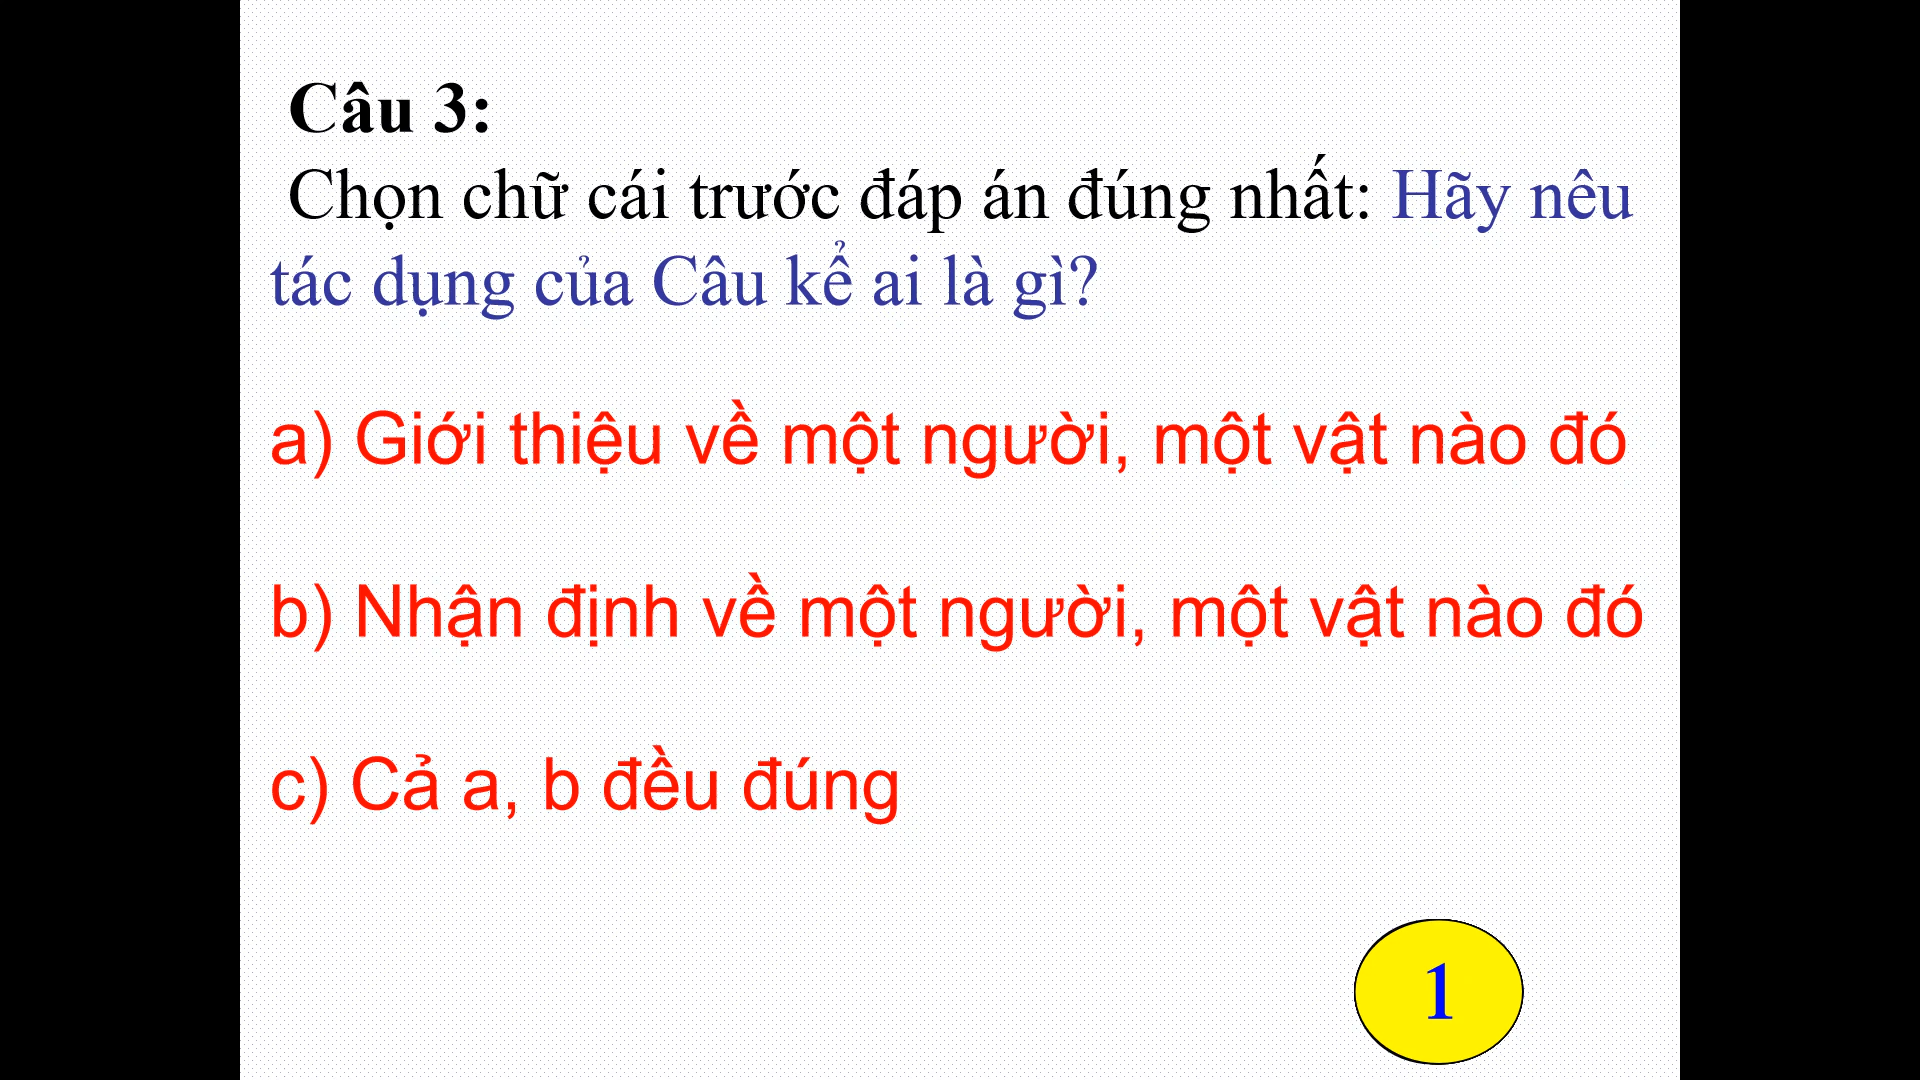 Câu 3:
Chọn chữ cái trước đáp án đúng nhất: Hãy nêu
tác dụng của Câu kể ai là gì?
a) Giới thiệu về một người, một vật nào đó
b) Nhận định về một người, một vật nào đó
c) Cả a, b đều đúng
1